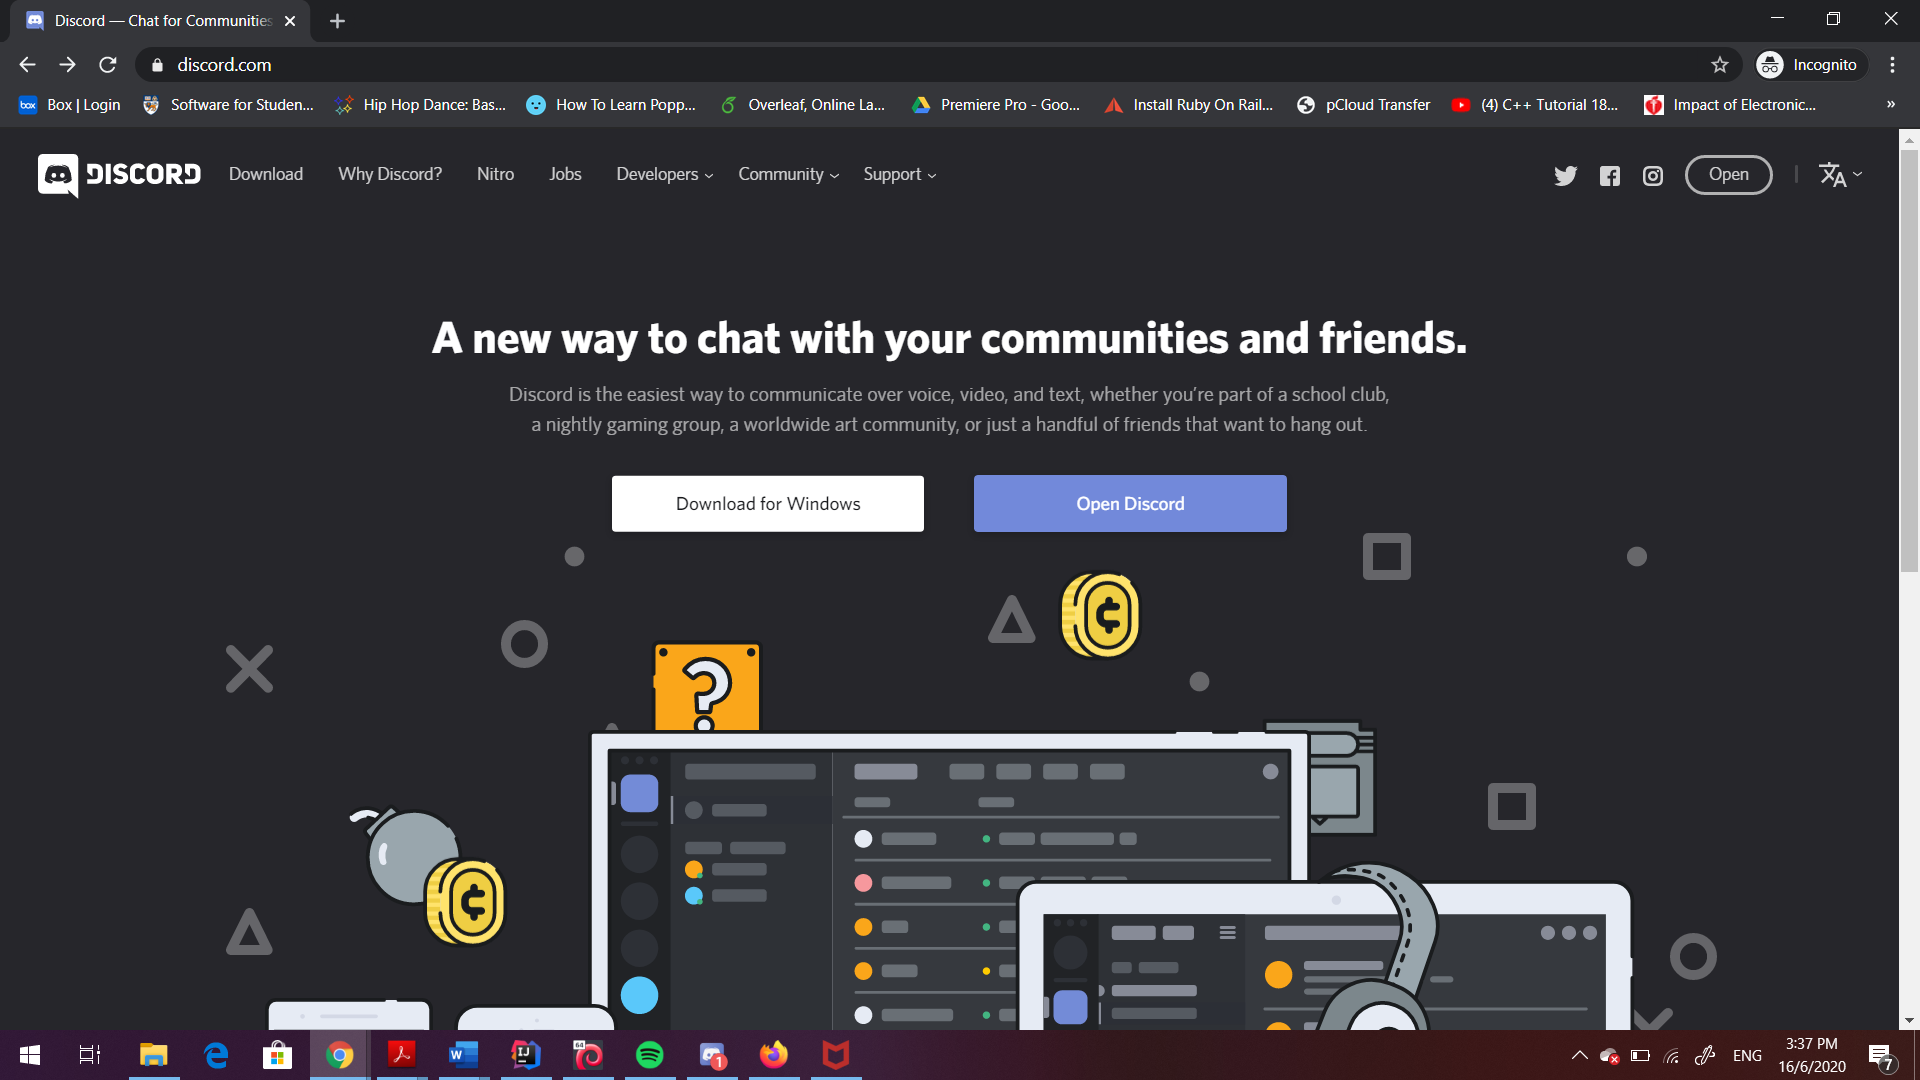 Discord — Chat for Communities
discord.com
Incognito
Box | Login
Software for Studen...
Hip Hop Dance: Bas...
How To Learn Popp...
Overleaf, Online La...
Premiere Pro - Goo...
Install Ruby On Rail...
pCloud Transfer
(4) C++ Tutorial 18...
Impact of Electronic...
»
DISCORD
Download
Why Discord?
Nitro
Jobs
Developers
Community
Support
Open
A new way to chat with your communities and friends.
Discord is the easiest way to communicate over voice, video, and text, whether you’re part of a school club,
a nightly gaming group, a worldwide art community, or just a handful of friends that want to hang out.
Download for Windows
Open Discord
?
ENG
3:37 PM
16/6/2020
7
1
64